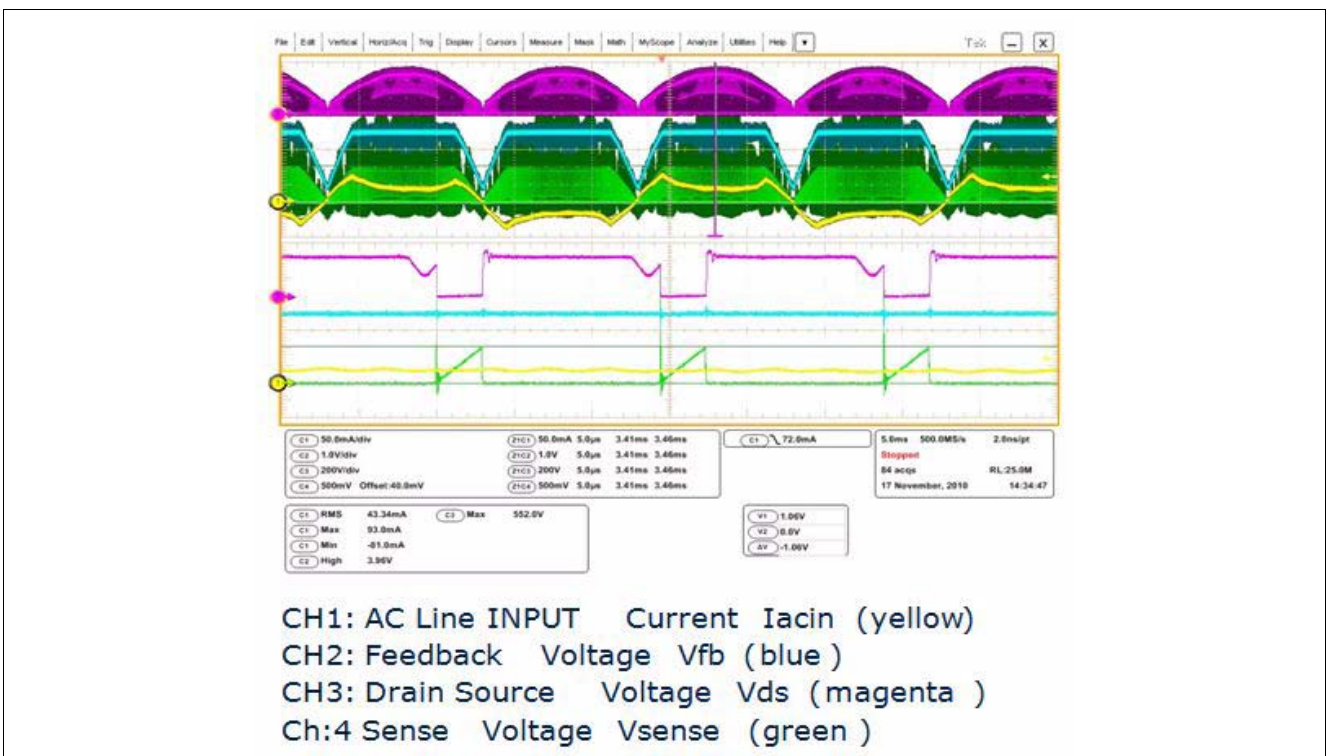 File Edit Vertical Horiz/Acq Trig Display Cursors Measure Mask Math MyScope Analyze Utilities Help Tek X
C1 50.0mA/div Z1C1 50.0mA 5.0µs 3.41ms 3.46ms C1 72.0mA 5.0ms 500.0MS/s 2.0ns/pt
C2 1.0V/div Z1C2 1.0V 5.0µs 3.41ms 3.46ms Stopped
C3 200V/div Z1C3 200V 5.0µs 3.41ms 3.46ms 84 acqs RL:25.0M
C4 500mV Offset:40.0mV Z1C4 500mV 5.0µs 3.41ms 3.46ms 17 November, 2010 14:34:47
C1 RMS 43.34mA C3 Max 552.0V V1 1.06V
C1 Max 93.0mA V2 0.0V
C1 Min -81.0mA ΔV -1.06V
C2 High 3.96V
CH1: AC Line INPUT Current Iacin (yellow)
CH2: Feedback Voltage Vfb (blue )
CH3: Drain Source Voltage Vds (magenta )
Ch:4 Sense Voltage Vsense (green )